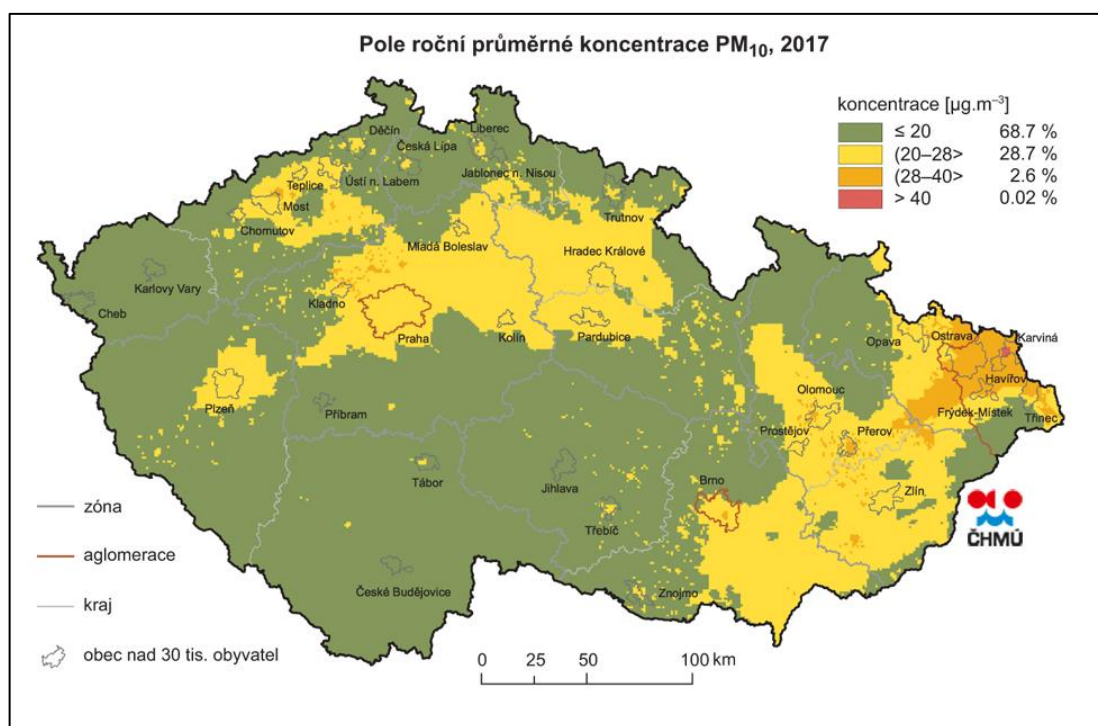 Pole roční průměrné koncentrace PM₁₀, 2017
koncentrace [µg.m⁻³]
≤ 20 68.7 %
(20–28> 28.7 %
(28–40> 2.6 %
> 40 0.02 %
Děčín
Liberec
Česká Lípa
Teplice
Ústí n. Labem
Jablonec n. Nisou
Most
Trutnov
Chomutov
Mladá Boleslav
Hradec Králové
Karlovy Vary
Kladno
Cheb
Praha
Kolín
Pardubice
Opava
Ostrava
Karviná
Havířov
Olomouc
Plzeň
Příbram
Frýdek-Místek
Třinec
Prostějov
Přerov
Tábor
Jihlava
Brno
Zlín
Třebíč
ČHMÚ
České Budějovice
Znojmo
zóna
aglomerace
kraj
obec nad 30 tis. obyvatel
0 25 50 100 km